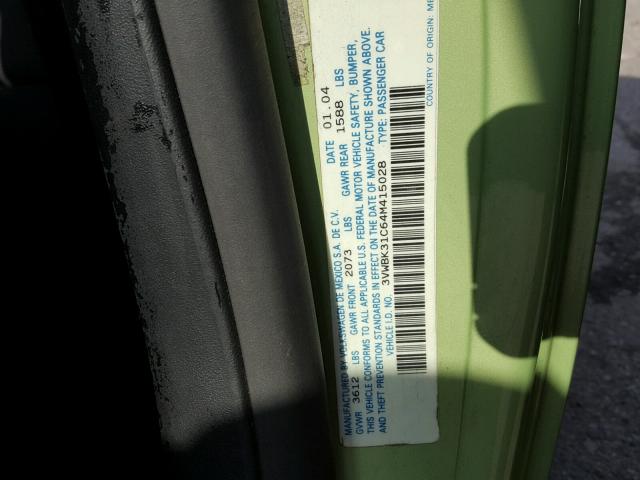 MANUFACTURED BY VOLKSWAGEN DE MEXICO S.A. DE C.V. DATE 01.04
GVWR 3612 LBS GAWR FRONT 2073 LBS GAWR REAR 1588 LBS
THIS VEHICLE CONFORMS TO ALL APPLICABLE U.S. FEDERAL MOTOR VEHICLE SAFETY, BUMPER,
AND THEFT PREVENTION STANDARDS IN EFFECT ON THE DATE OF MANUFACTURE SHOWN ABOVE.
VEHICLE I.D. NO. 3VWBK31C64M415028 TYPE: PASSENGER CAR
COUNTRY OF ORIGIN: ME